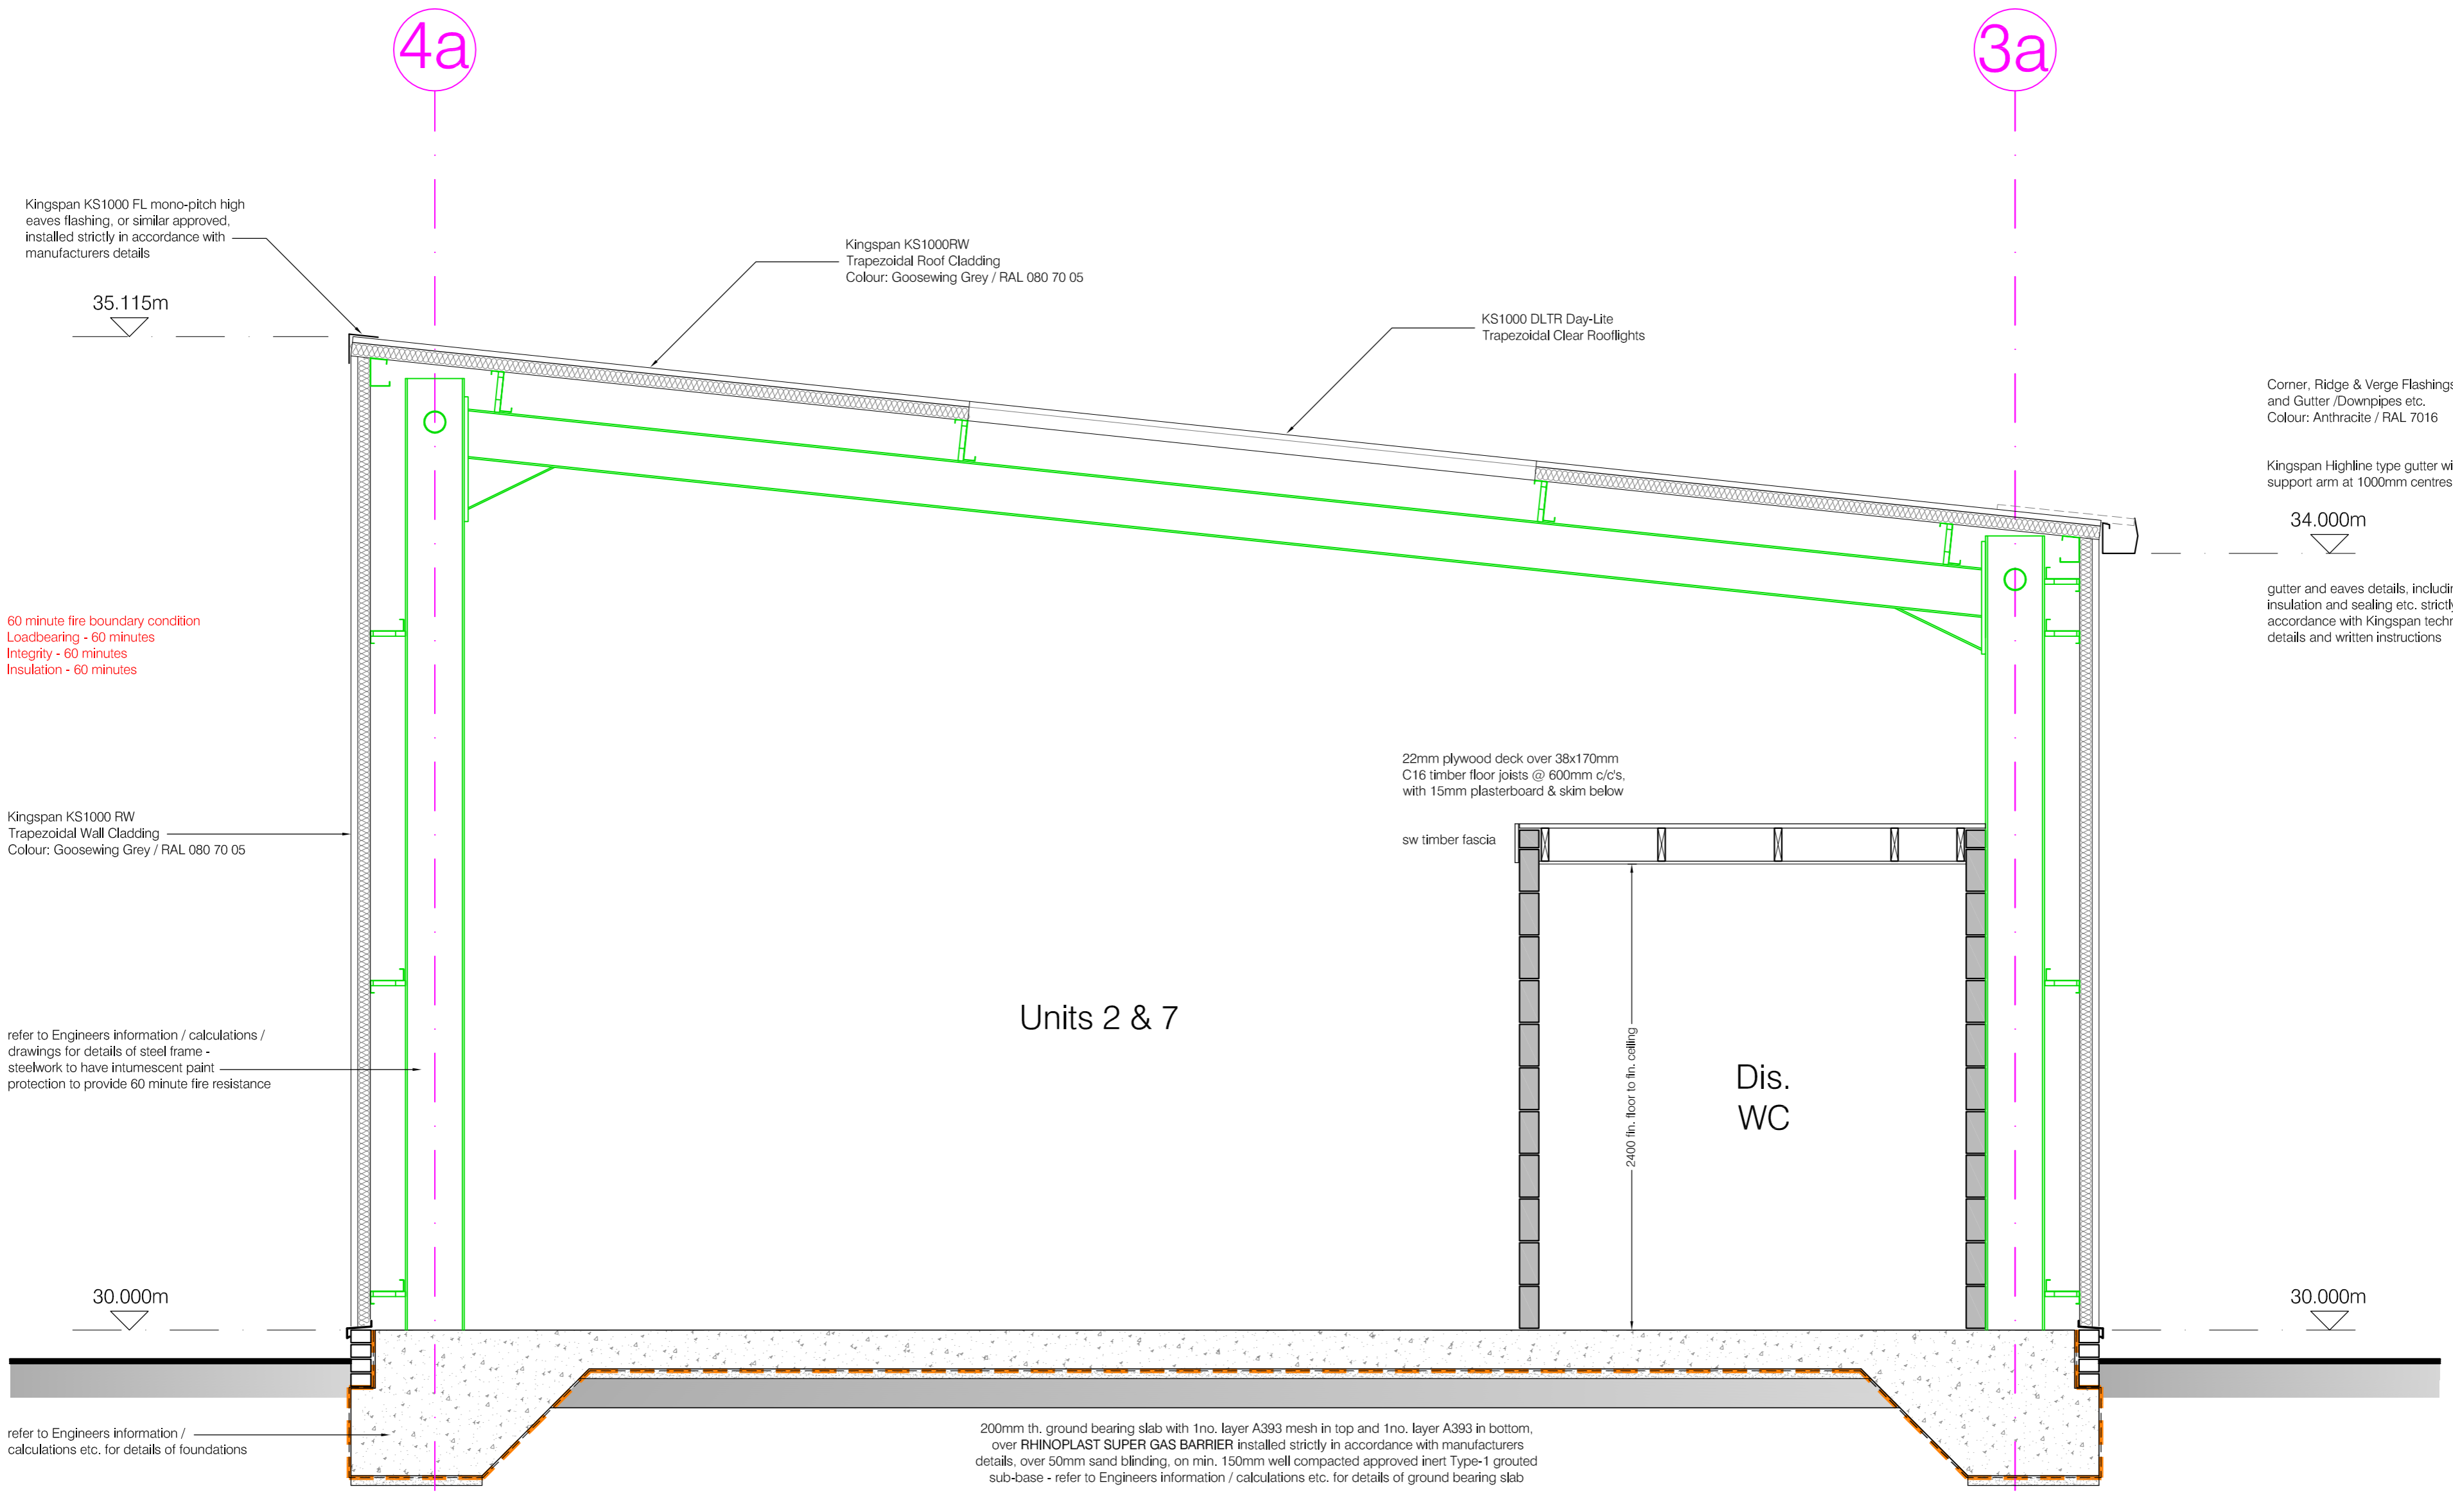 4a
3a
Kingspan KS1000 FL mono-pitch high
eaves flashing, or similar approved,
installed strictly in accordance with
manufacturers details
Kingspan KS1000RW
Trapezoidal Roof Cladding
Colour: Goosewing Grey / RAL 080 70 05
35.115m
KS1000 DLTR Day-Lite
Trapezoidal Clear Rooflights
Corner, Ridge & Verge Flashings
and Gutter /Downpipes etc.
Colour: Anthracite / RAL 7016
Kingspan Highline type gutter wi
support arm at 1000mm centres
34.000m
gutter and eaves details, includin
insulation and sealing etc. strictly
accordance with Kingspan techn
details and written instructions
60 minute fire boundary condition
Loadbearing - 60 minutes
Integrity - 60 minutes
Insulation - 60 minutes
22mm plywood deck over 38x170mm
C16 timber floor joists @ 600mm c/c's,
with 15mm plasterboard & skim below
sw timber fascia
Kingspan KS1000 RW
Trapezoidal Wall Cladding
Colour: Goosewing Grey / RAL 080 70 05
Units 2 & 7
2400 fin. floor to fin. ceiling
Dis.
WC
refer to Engineers information / calculations /
drawings for details of steel frame -
steelwork to have intumescent paint
protection to provide 60 minute fire resistance
30.000m
30.000m
refer to Engineers information /
calculations etc. for details of foundations
200mm th. ground bearing slab with 1no. layer A393 mesh in top and 1no. layer A393 in bottom,
over RHINOPLAST SUPER GAS BARRIER installed strictly in accordance with manufacturers
details, over 50mm sand blinding, on min. 150mm well compacted approved inert Type-1 grouted
sub-base - refer to Engineers information / calculations etc. for details of ground bearing slab